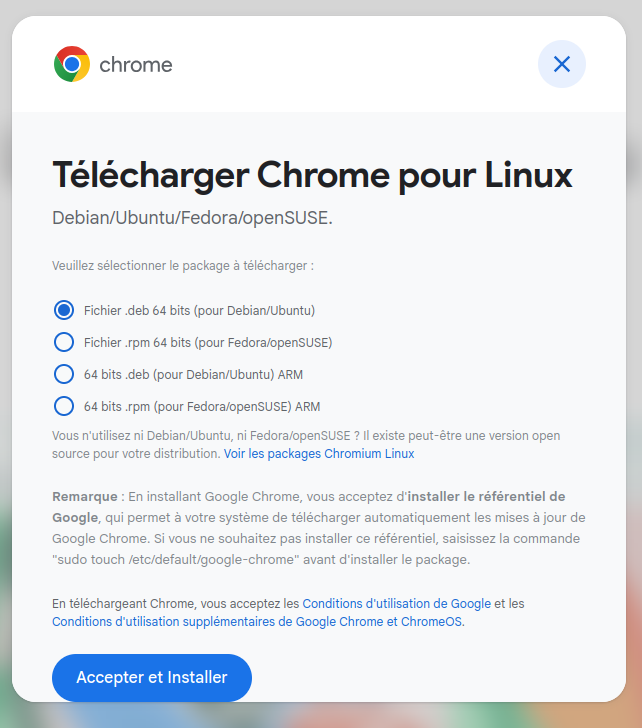 chrome
Télécharger Chrome pour Linux
Debian/Ubuntu/Fedora/openSUSE.
Veuillez sélectionner le package à télécharger :
Fichier .deb 64 bits (pour Debian/Ubuntu)
Fichier .rpm 64 bits (pour Fedora/openSUSE)
64 bits .deb (pour Debian/Ubuntu) ARM
64 bits .rpm (pour Fedora/openSUSE) ARM
Vous n'utilisez ni Debian/Ubuntu, ni Fedora/openSUSE ? Il existe peut-être une version open
source pour votre distribution. Voir les packages Chromium Linux
Remarque : En installant Google Chrome, vous acceptez d'installer le référentiel de
Google, qui permet à votre système de télécharger automatiquement les mises à jour de
Google Chrome. Si vous ne souhaitez pas installer ce référentiel, saisissez la commande
"sudo touch /etc/default/google-chrome" avant d'installer le package.
En téléchargeant Chrome, vous acceptez les Conditions d'utilisation de Google et les
Conditions d'utilisation supplémentaires de Google Chrome et ChromeOS.
Accepter et Installer